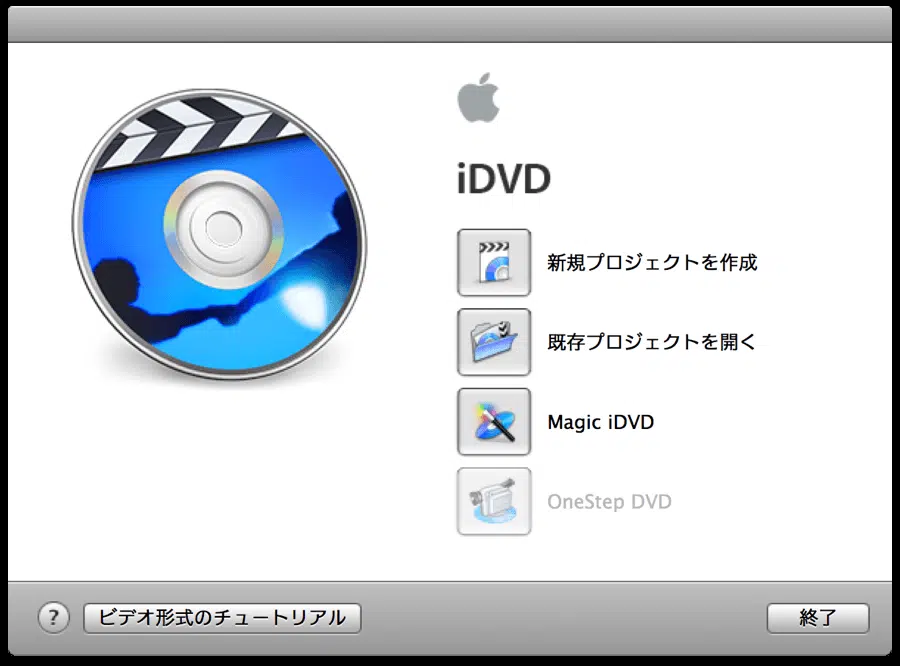 iDVD
新規プロジェクトを作成
既存プロジェクトを開く
Magic iDVD
OneStep DVD
?
ビデオ形式のチュートリアル
終了